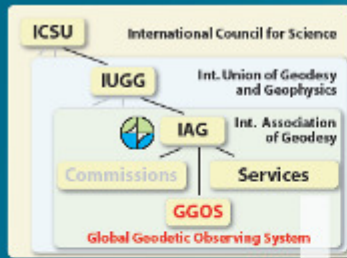 ICSU
International Council for Science
IUGG
Int. Union of Geodesy
and Geophysics
IAG
Int. Association
of Geodesy
Commissions
Services
GGOS
Global Geodetic Observing System